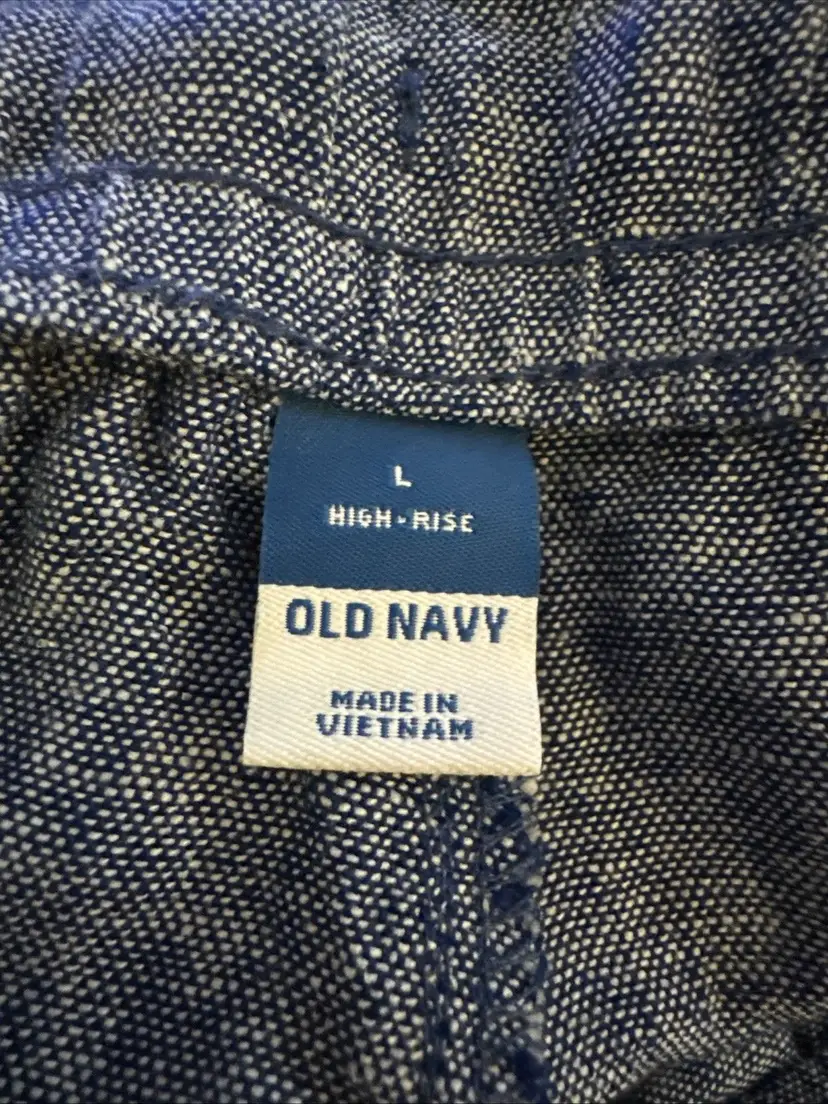 L
HIGH-RISE
OLD NAVY
MADE IN
VIETNAM